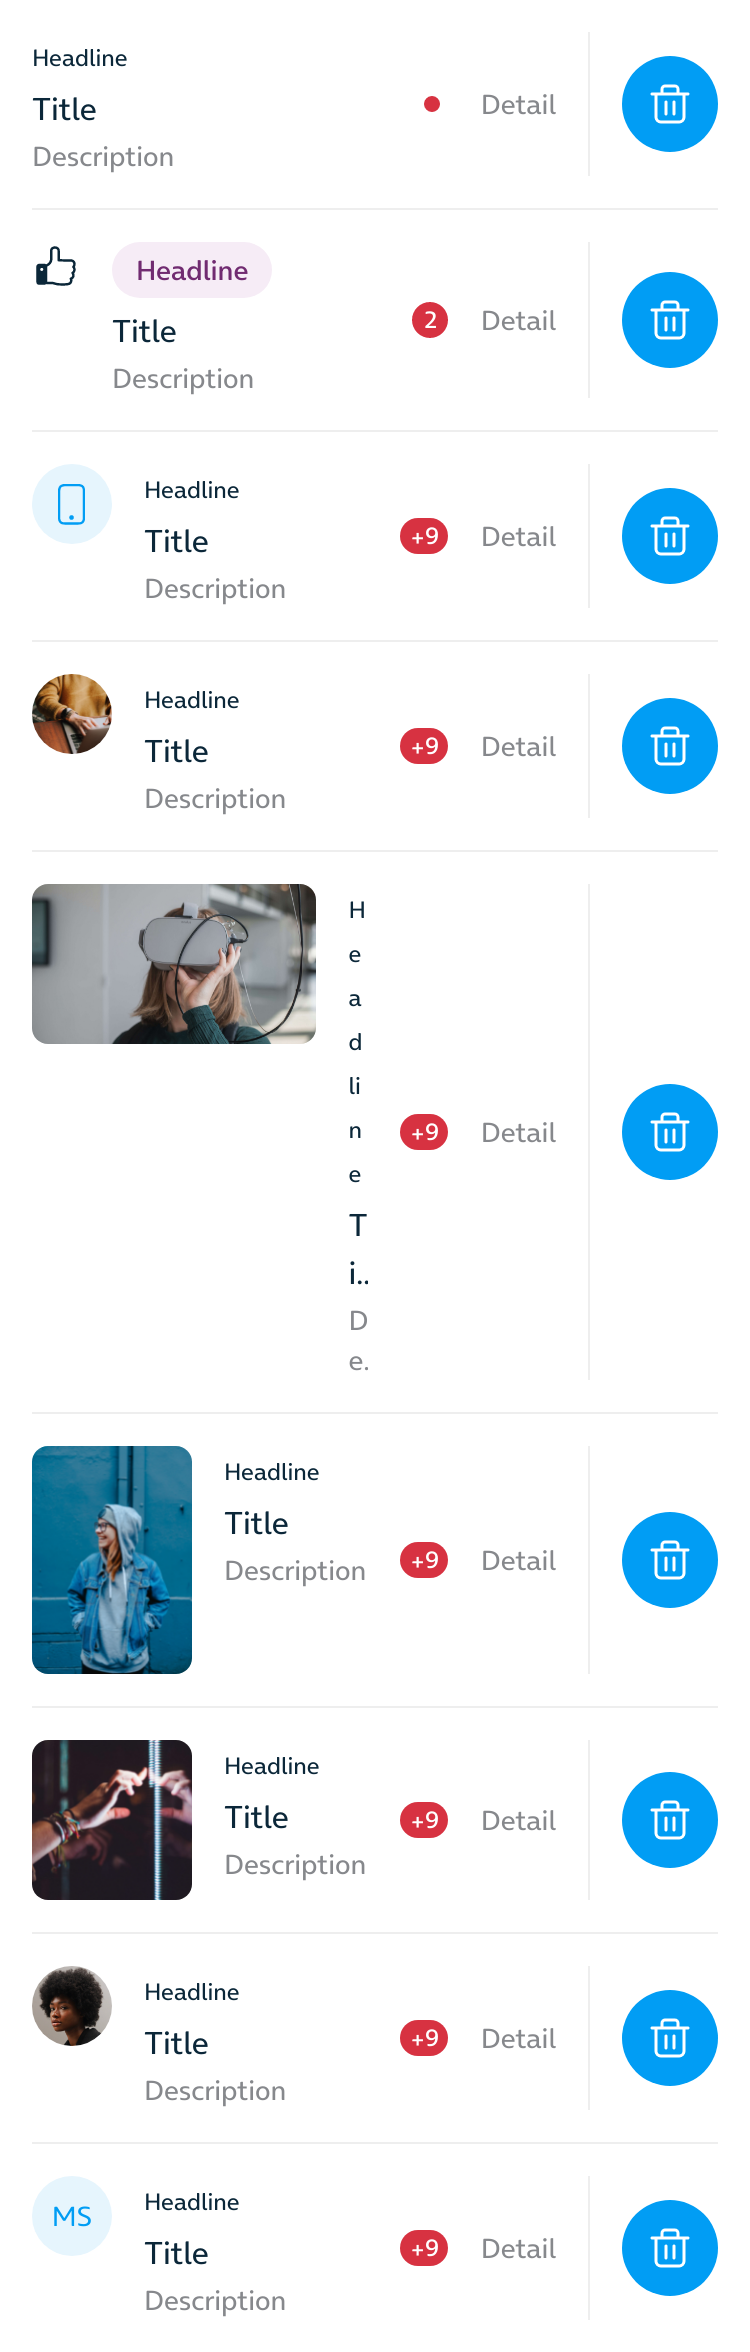 Headline
Title
Description
Detail
Headline
Title
Description
2
Detail
Headline
Title
Description
+9
Detail
Headline
Title
Description
+9
Detail
H
e
a
d
li
n
e
T
i..
D
e.
+9
Detail
Headline
Title
Description
+9
Detail
Headline
Title
Description
+9
Detail
Headline
Title
Description
+9
Detail
MS
Headline
Title
Description
+9
Detail